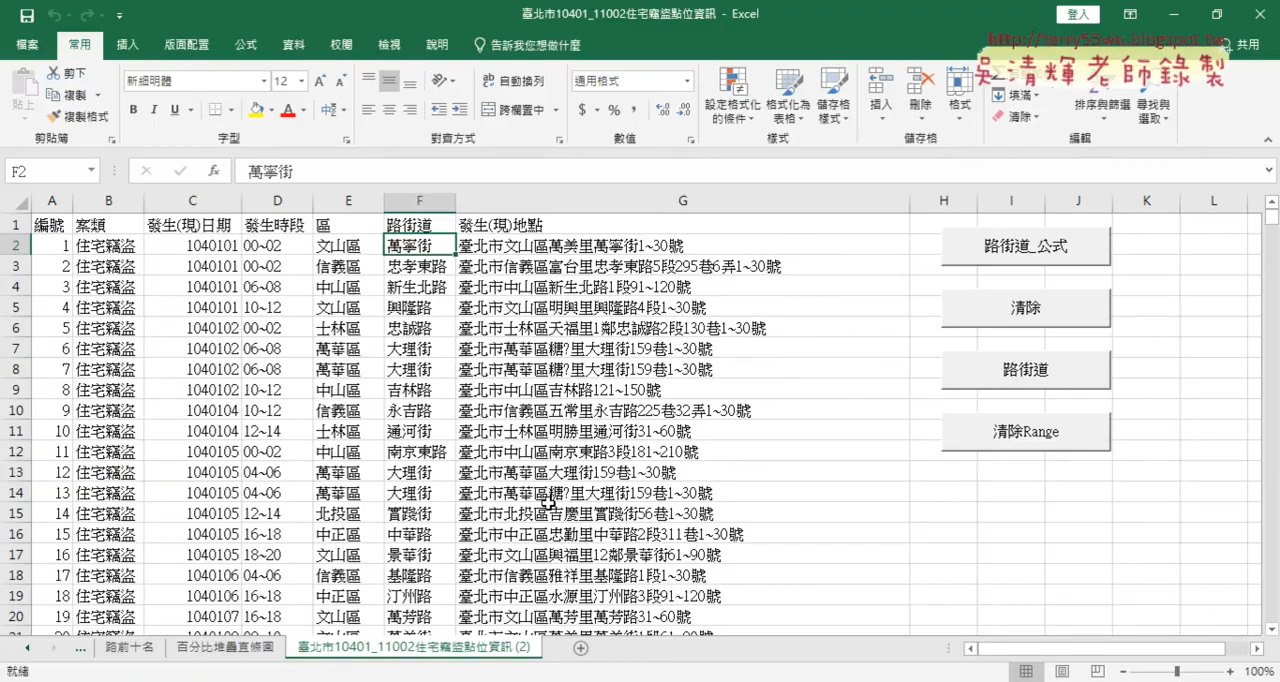 臺北市10401_11002住宅竊盜點位資訊 - Excel
登入
檔案 常用 插入 版面配置 公式 資料 校閱 檢視 說明 告訴我您想做什麼 共用
http://terry55wu.blogspot.tw
吳清輝老師錄製
貼上 剪下 複製 複製格式 剪貼簿
新細明體 12 B I U A 中 字型
自動換列 跨欄置中 對齊方式
通用格式 $ % , 數值
設定格式化的條件 格式化為表格 儲存格樣式 樣式
插入 刪除 格式 儲存格
填滿 清除 排序與篩選 尋找與選取 編輯
F2 fx 萬寧街
A B C D E F G H I J K L
1 編號 案類 發生(現)日期 發生時段 區 路街道 發生(現)地點
2 1 住宅竊盜 1040101 00~02 文山區 萬寧街 臺北市文山區萬美里萬寧街1~30號
3 2 住宅竊盜 1040101 00~02 信義區 忠孝東路 臺北市信義區富台里忠孝東路5段295巷6弄1~30號
4 3 住宅竊盜 1040101 06~08 中山區 新生北路 臺北市中山區新生北路1段91~120號
5 4 住宅竊盜 1040101 10~12 文山區 興隆路 臺北市文山區明興里興隆路4段1~30號
6 5 住宅竊盜 1040102 00~02 士林區 忠誠路 臺北市士林區天福里1鄰忠誠路2段130巷1~30號
7 6 住宅竊盜 1040102 06~08 萬華區 大理街 臺北市萬華區糖?里大理街159巷1~30號
8 7 住宅竊盜 1040102 06~08 萬華區 大理街 臺北市萬華區糖?里大理街159巷1~30號
9 8 住宅竊盜 1040102 10~12 中山區 吉林路 臺北市中山區吉林路121~150號
10 9 住宅竊盜 1040104 10~12 信義區 永吉路 臺北市信義區五常里永吉路225巷32弄1~30號
11 10 住宅竊盜 1040104 12~14 士林區 通河街 臺北市士林區明勝里通河街31~60號
12 11 住宅竊盜 1040105 00~02 中山區 南京東路 臺北市中山區南京東路3段181~210號
13 12 住宅竊盜 1040105 04~06 萬華區 大理街 臺北市萬華區大理街159巷1~30號
14 13 住宅竊盜 1040105 04~06 萬華區 大理街 臺北市萬華區糖?里大理街159巷1~30號
15 14 住宅竊盜 1040105 12~14 北投區 實踐街 臺北市北投區吉慶里實踐街56巷1~30號
16 15 住宅竊盜 1040105 16~18 中正區 中華路 臺北市中正區忠勤里中華路2段311巷1~30號
17 16 住宅竊盜 1040105 18~20 文山區 景華街 臺北市文山區興福里12鄰景華街61~90號
18 17 住宅竊盜 1040106 04~06 信義區 基隆路 臺北市信義區雅祥里基隆路1段1~30號
19 18 住宅竊盜 1040106 16~18 中正區 汀州路 臺北市中正區水源里汀州路3段91~120號
20 19 住宅竊盜 1040107 16~18 文山區 萬芳路 臺北市文山區萬芳里萬芳路31~60號
路街道_公式
清除
路街道
清除Range
... 路前十名 百分比堆疊直條圖 臺北市10401_11002住宅竊盜點位資訊 (2)
就緒 100%